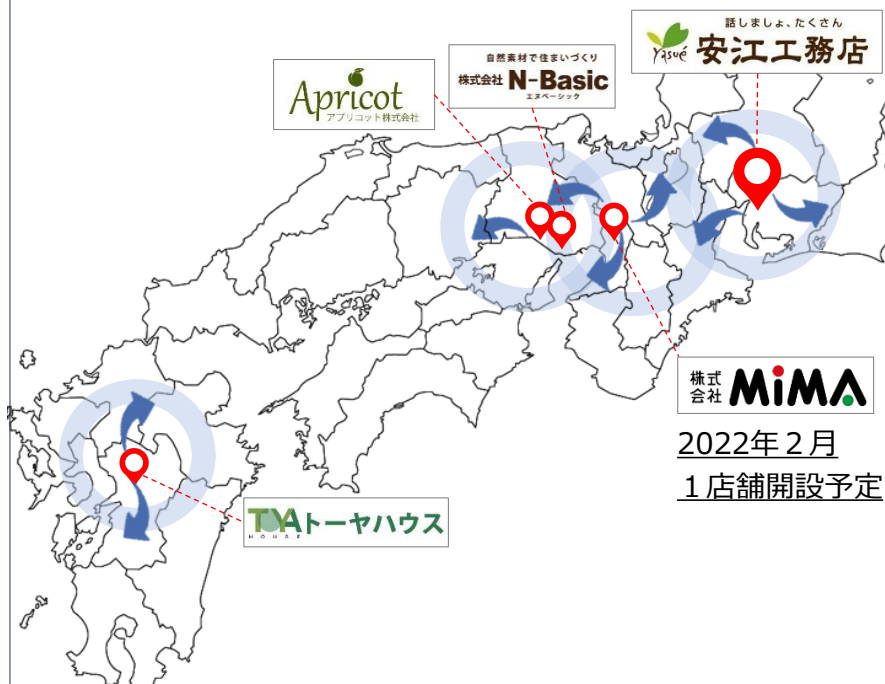 話しましょ、たくさん
Yasué 安江工務店
自然素材で住まいづくり
株式会社 N-Basic
エヌベーシック
Apricot
アプリコット株式会社
株式会社 MiMA
2022年２月
１店舗開設予定
TOYA トーヤハウス
HOUSE